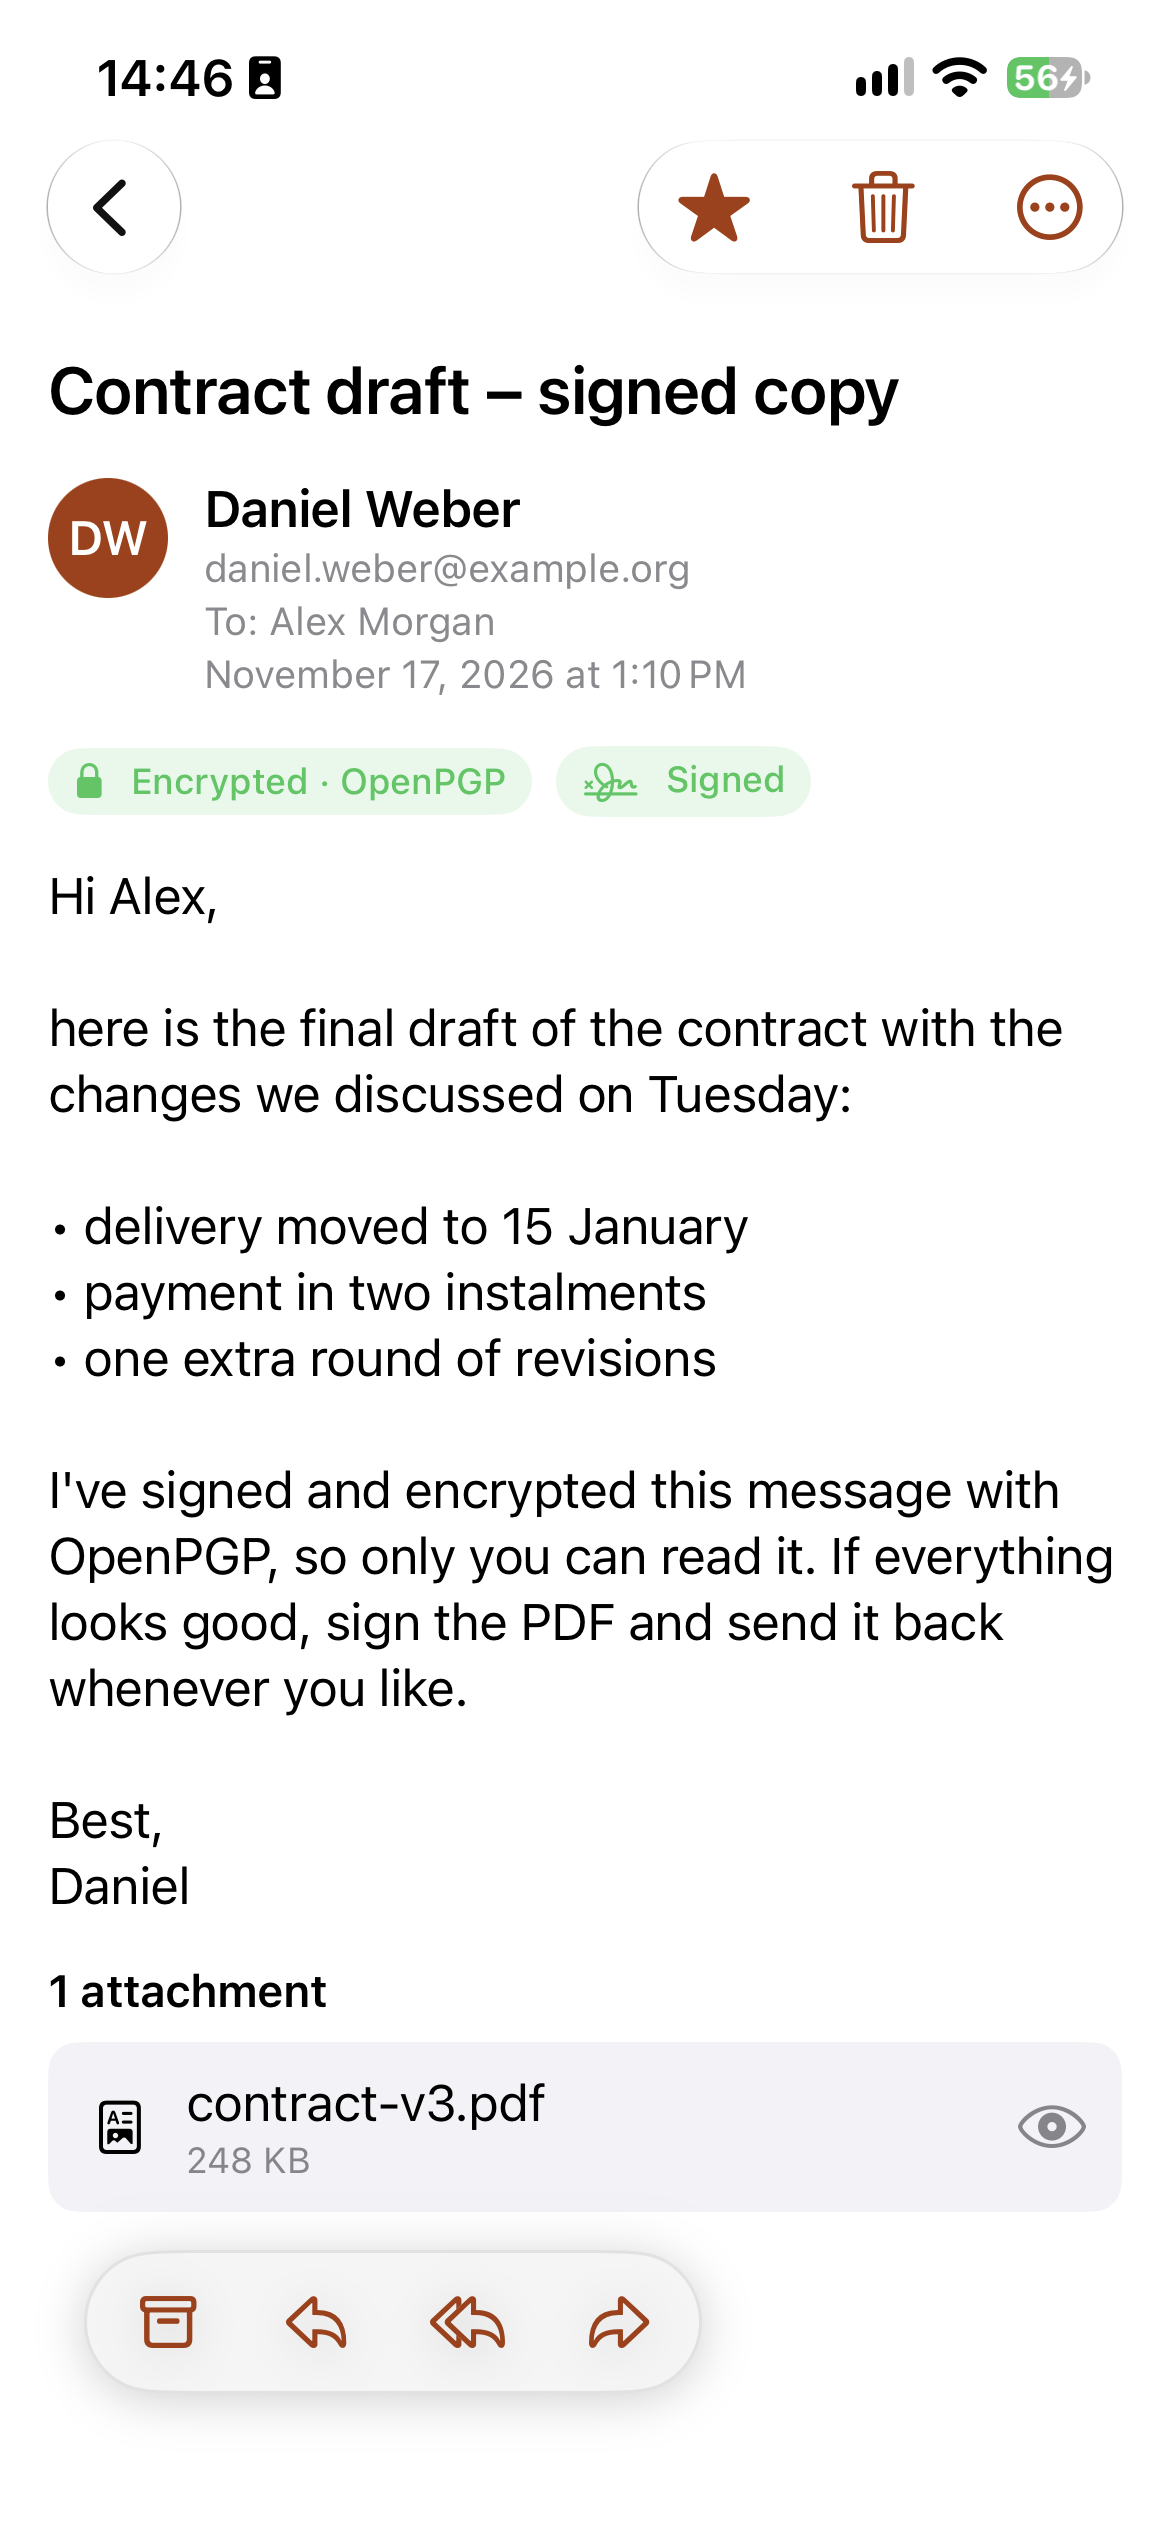 14:46
56
Contract draft – signed copy
DW
Daniel Weber
daniel.weber@example.org
To: Alex Morgan
November 17, 2026 at 1:10 PM
Encrypted · OpenPGP
Signed
Hi Alex,
here is the final draft of the contract with the
changes we discussed on Tuesday:
• delivery moved to 15 January
• payment in two instalments
• one extra round of revisions
I've signed and encrypted this message with
OpenPGP, so only you can read it. If everything
looks good, sign the PDF and send it back
whenever you like.
Best,
Daniel
1 attachment
contract-v3.pdf
248 KB